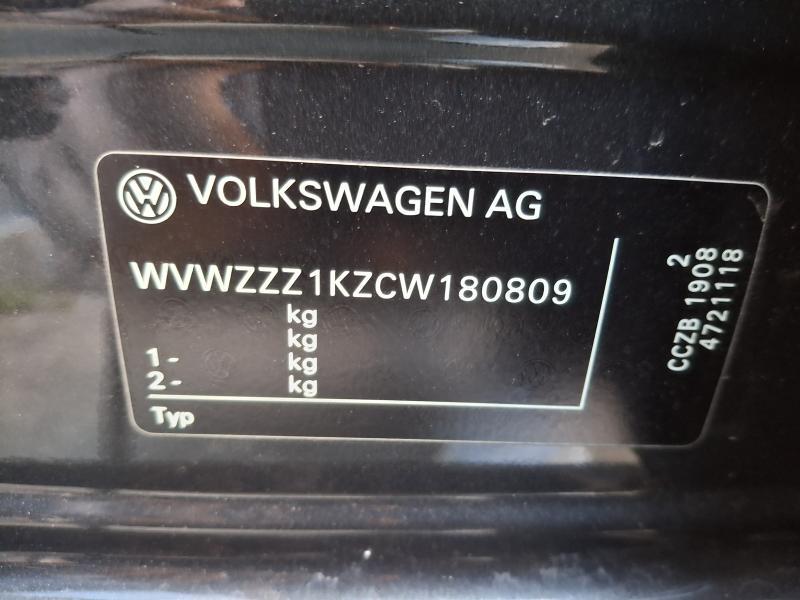 VOLKSWAGEN AG
WVWZZZ1KZCW180809
kg
kg
1- kg
2- kg
Typ
2
CCZB 1908
4721118